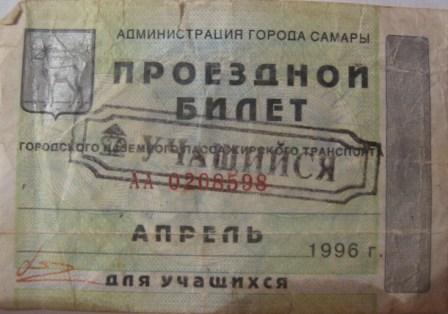 АДМИНИСТРАЦИЯ ГОРОДА САМАРЫ
ПРОЕЗДНОЙ
БИЛЕТ
ГОРОДСКОГО НАЗЕМНОГО ПАССАЖИРСКОГО ТРАНСПОРТА
УЧАЩИЙСЯ
АА 0208598
АПРЕЛЬ
1996 г.
для учащихся